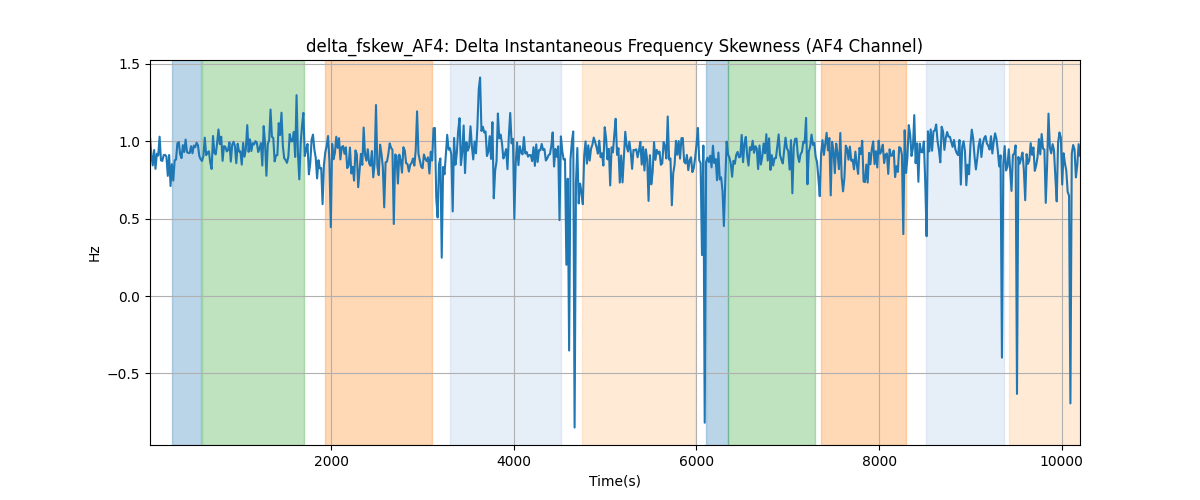 delta_fskew_AF4: Delta Instantaneous Frequency Skewness (AF4 Channel)
1.5
1.0
0.5
0.0
−0.5
Hz
2000 4000 6000 8000 10000
Time(s)